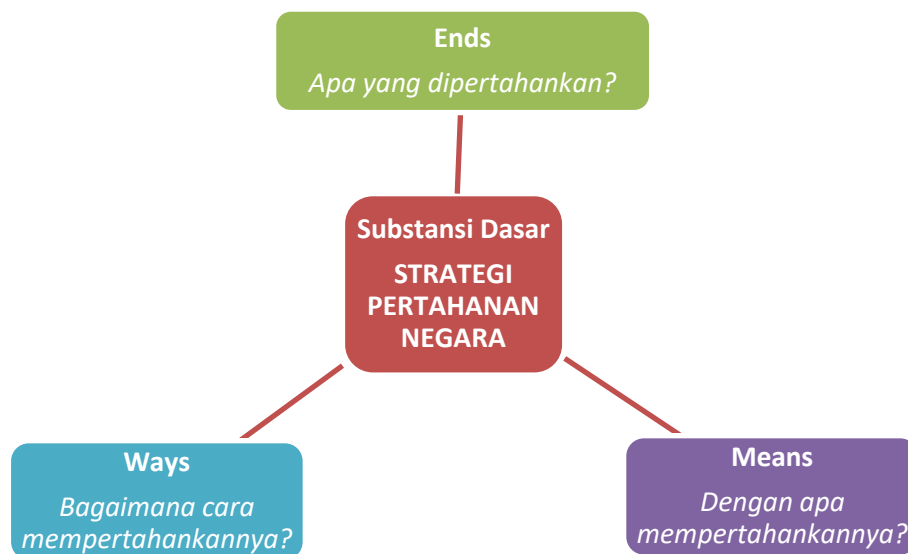 Ends
Apa yang dipertahankan?
Substansi Dasar
STRATEGI
PERTAHANAN
NEGARA
Ways
Bagaimana cara
mempertahankannya?
Means
Dengan apa
mempertahankannya?